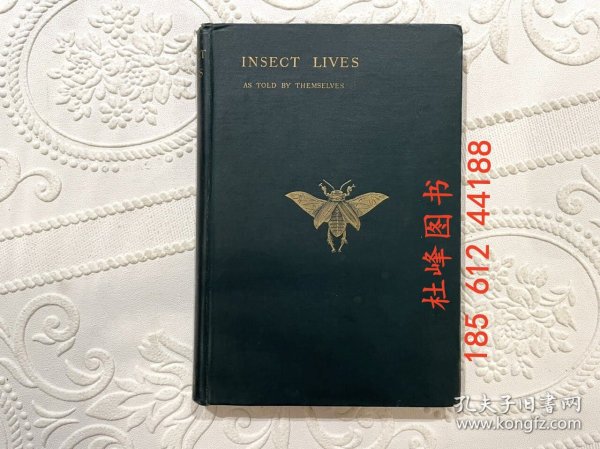 INSECT LIVES
AS TOLD BY THEMSELVES
杜峰图书
185 612 44188
孔夫子旧书网
www.kongfz.com